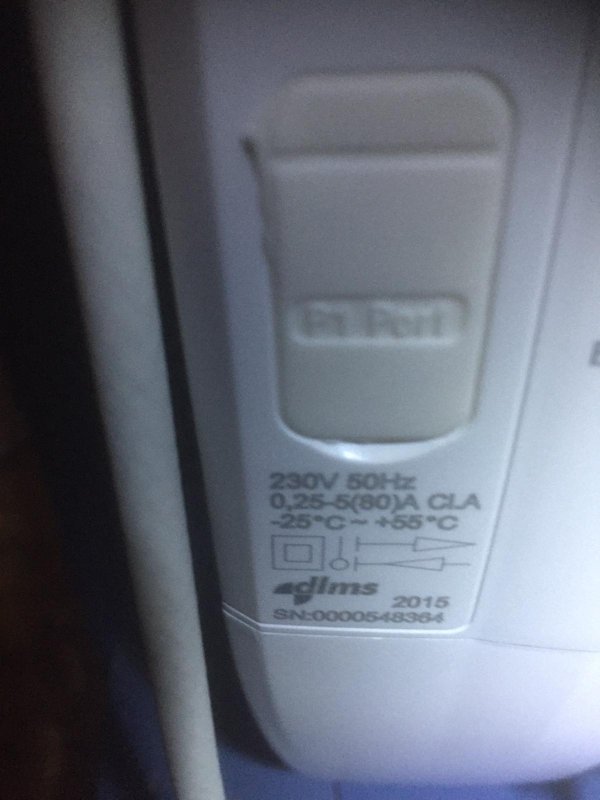 P1 Port
230V 50Hz
0,25-5(80)A CLA
-25°C ~ +55°C
dlms
2015
SN:0000548364